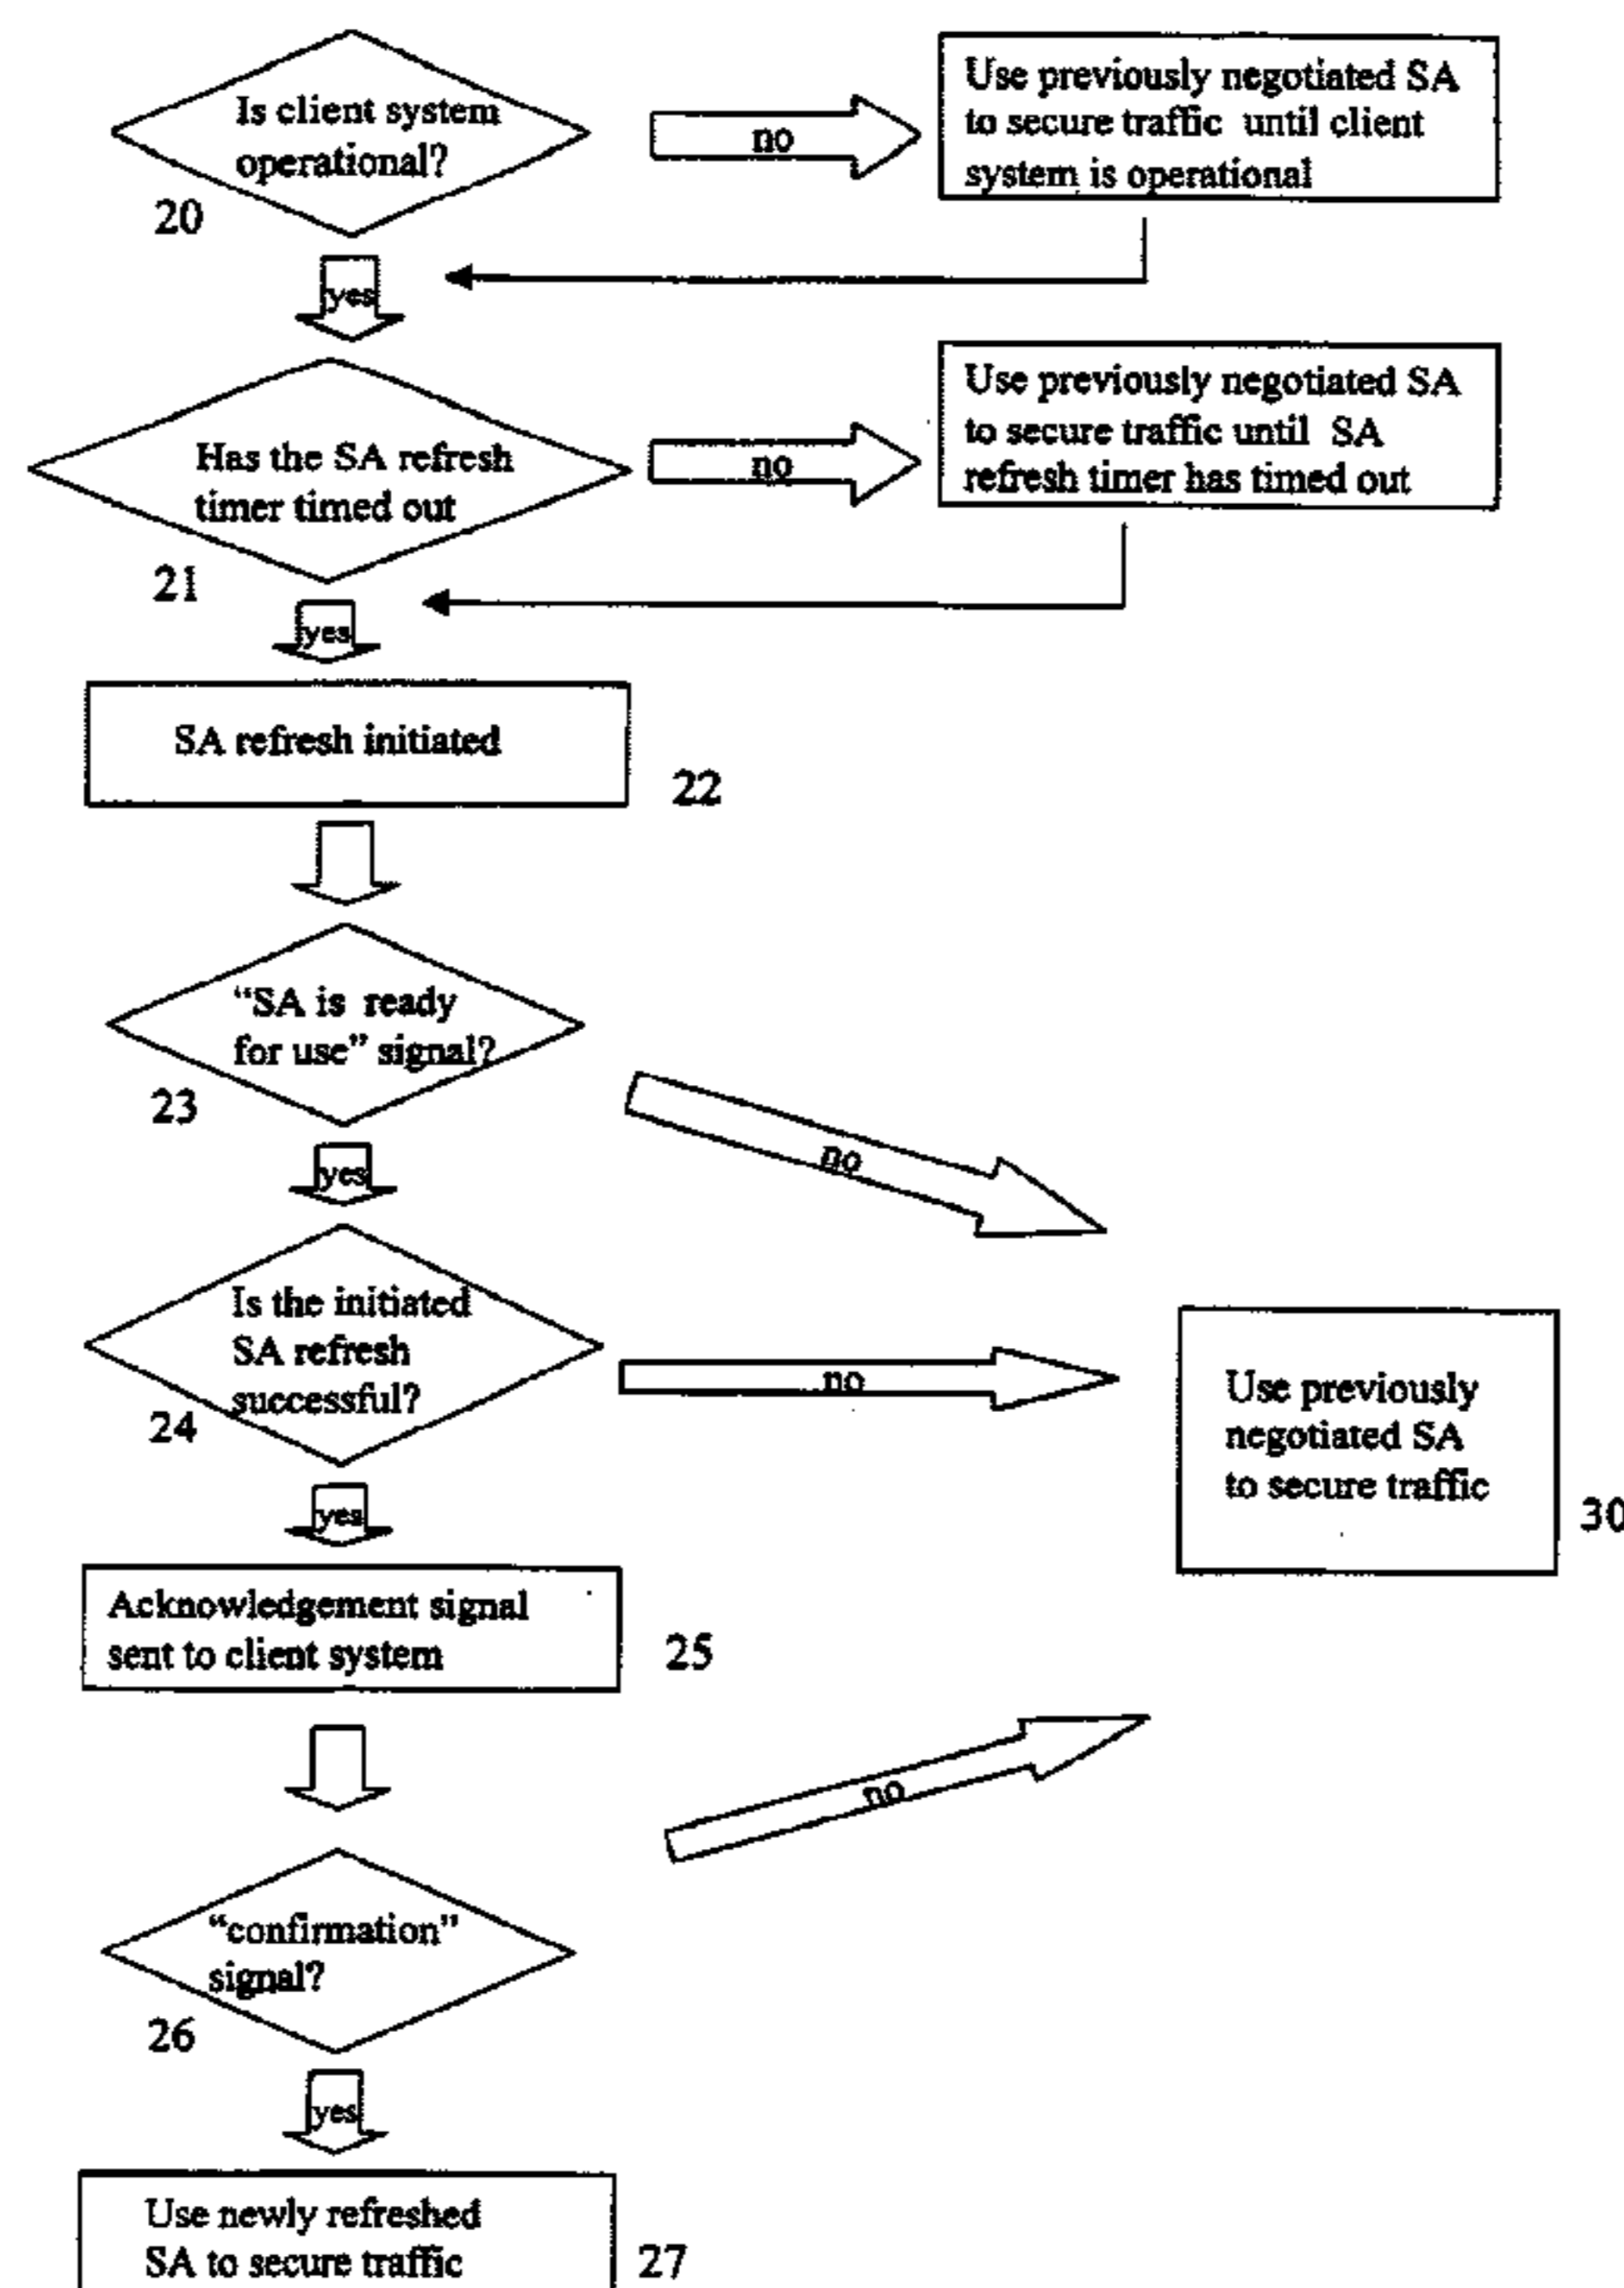 Is client system
operational?
20
no
Use previously negotiated SA
to secure traffic until client
system is operational
yes
Has the SA refresh
timer timed out
21
no
Use previously negotiated SA
to secure traffic until SA
refresh timer has timed out
yes
SA refresh initiated
22
“SA is ready
for use” signal?
23
no
yes
Is the initiated
SA refresh
successful?
24
no
Use previously
negotiated SA
to secure traffic
30
yes
Acknowledgement signal
sent to client system
25
no
“confirmation”
signal?
26
yes
Use newly refreshed
SA to secure traffic
27